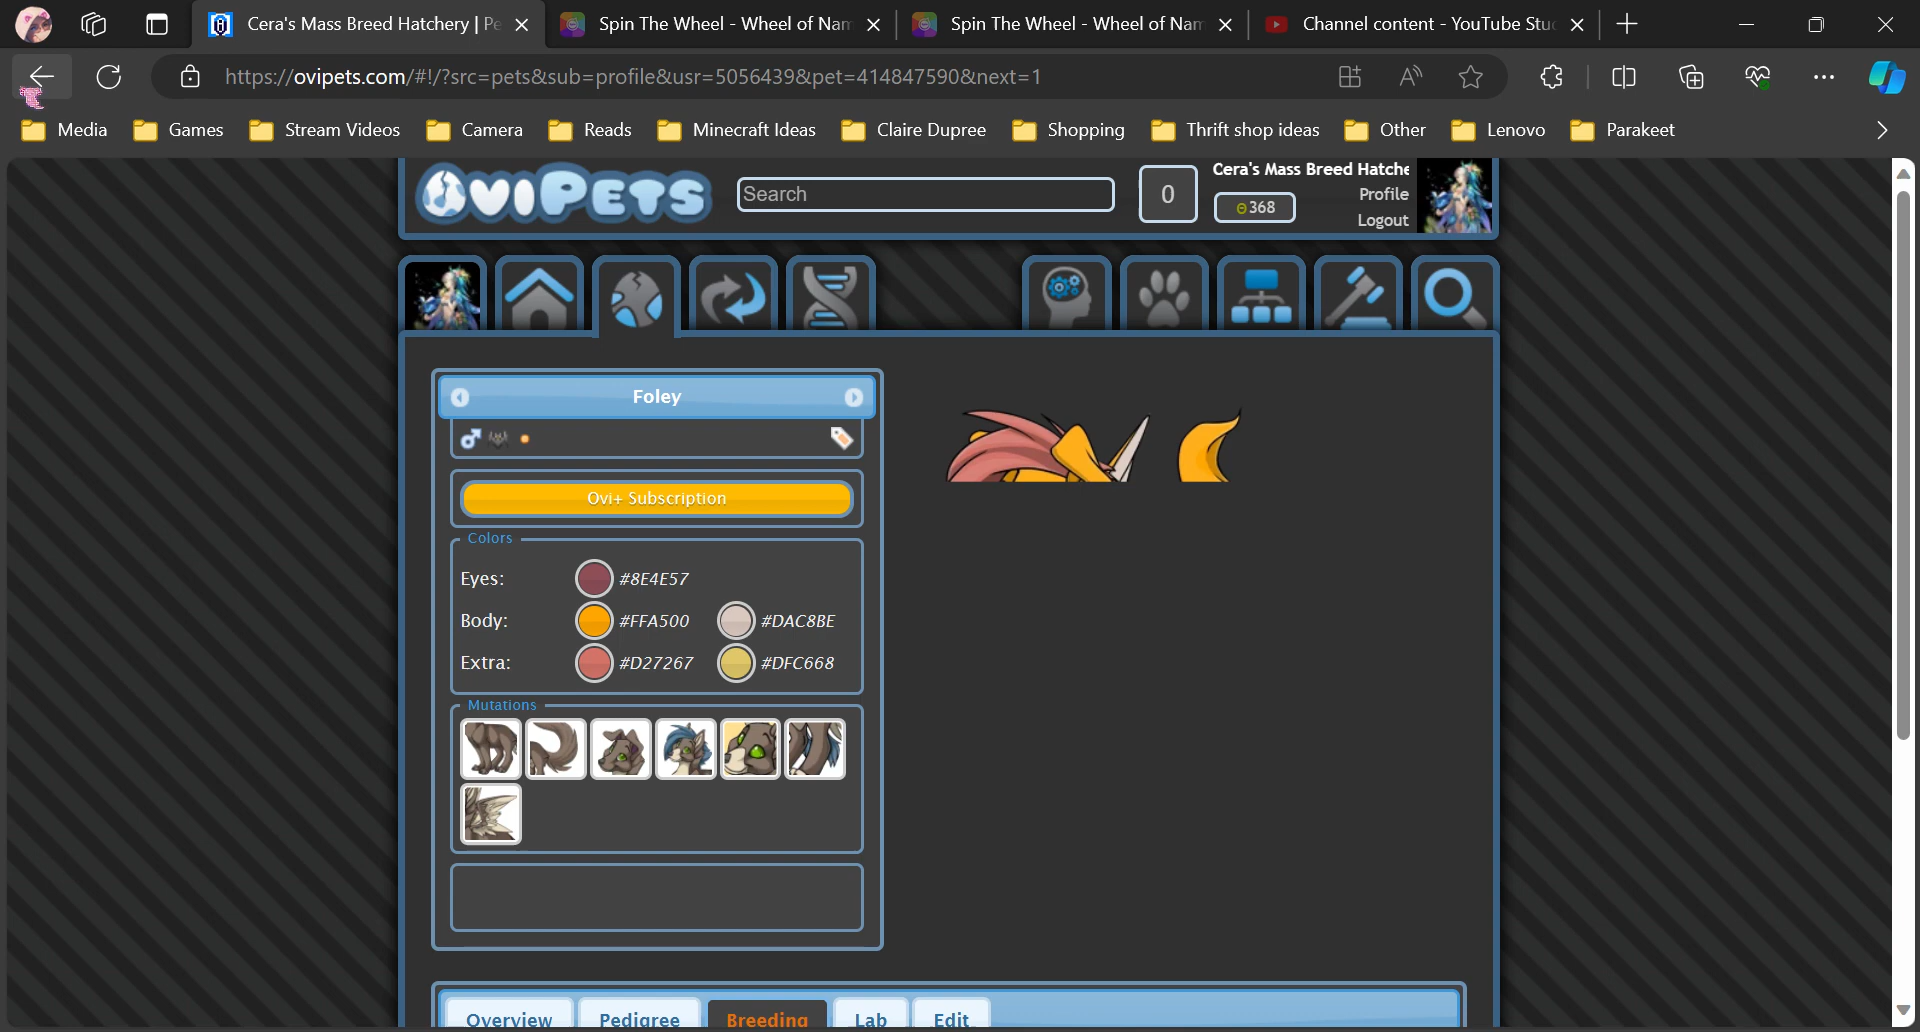 Cera's Mass Breed Hatchery | Pe
Spin The Wheel - Wheel of Nam
Spin The Wheel - Wheel of Nam
Channel content - YouTube Stu
https://ovipets.com/#!/?src=pets&sub=profile&usr=5056439&pet=414847590&next=1
Media Games Stream Videos Camera Reads Minecraft Ideas Claire Dupree Shopping Thrift shop ideas Other Lenovo Parakeet
OviPets
Search
0
Cera's Mass Breed Hatche
368
Profile
Logout
Foley
Ovi+ Subscription
Colors
Eyes: #8E4E57
Body: #FFA500 #DAC8BE
Extra: #D27267 #DFC668
Mutations
Overview Pedigree Breeding Lab Edit